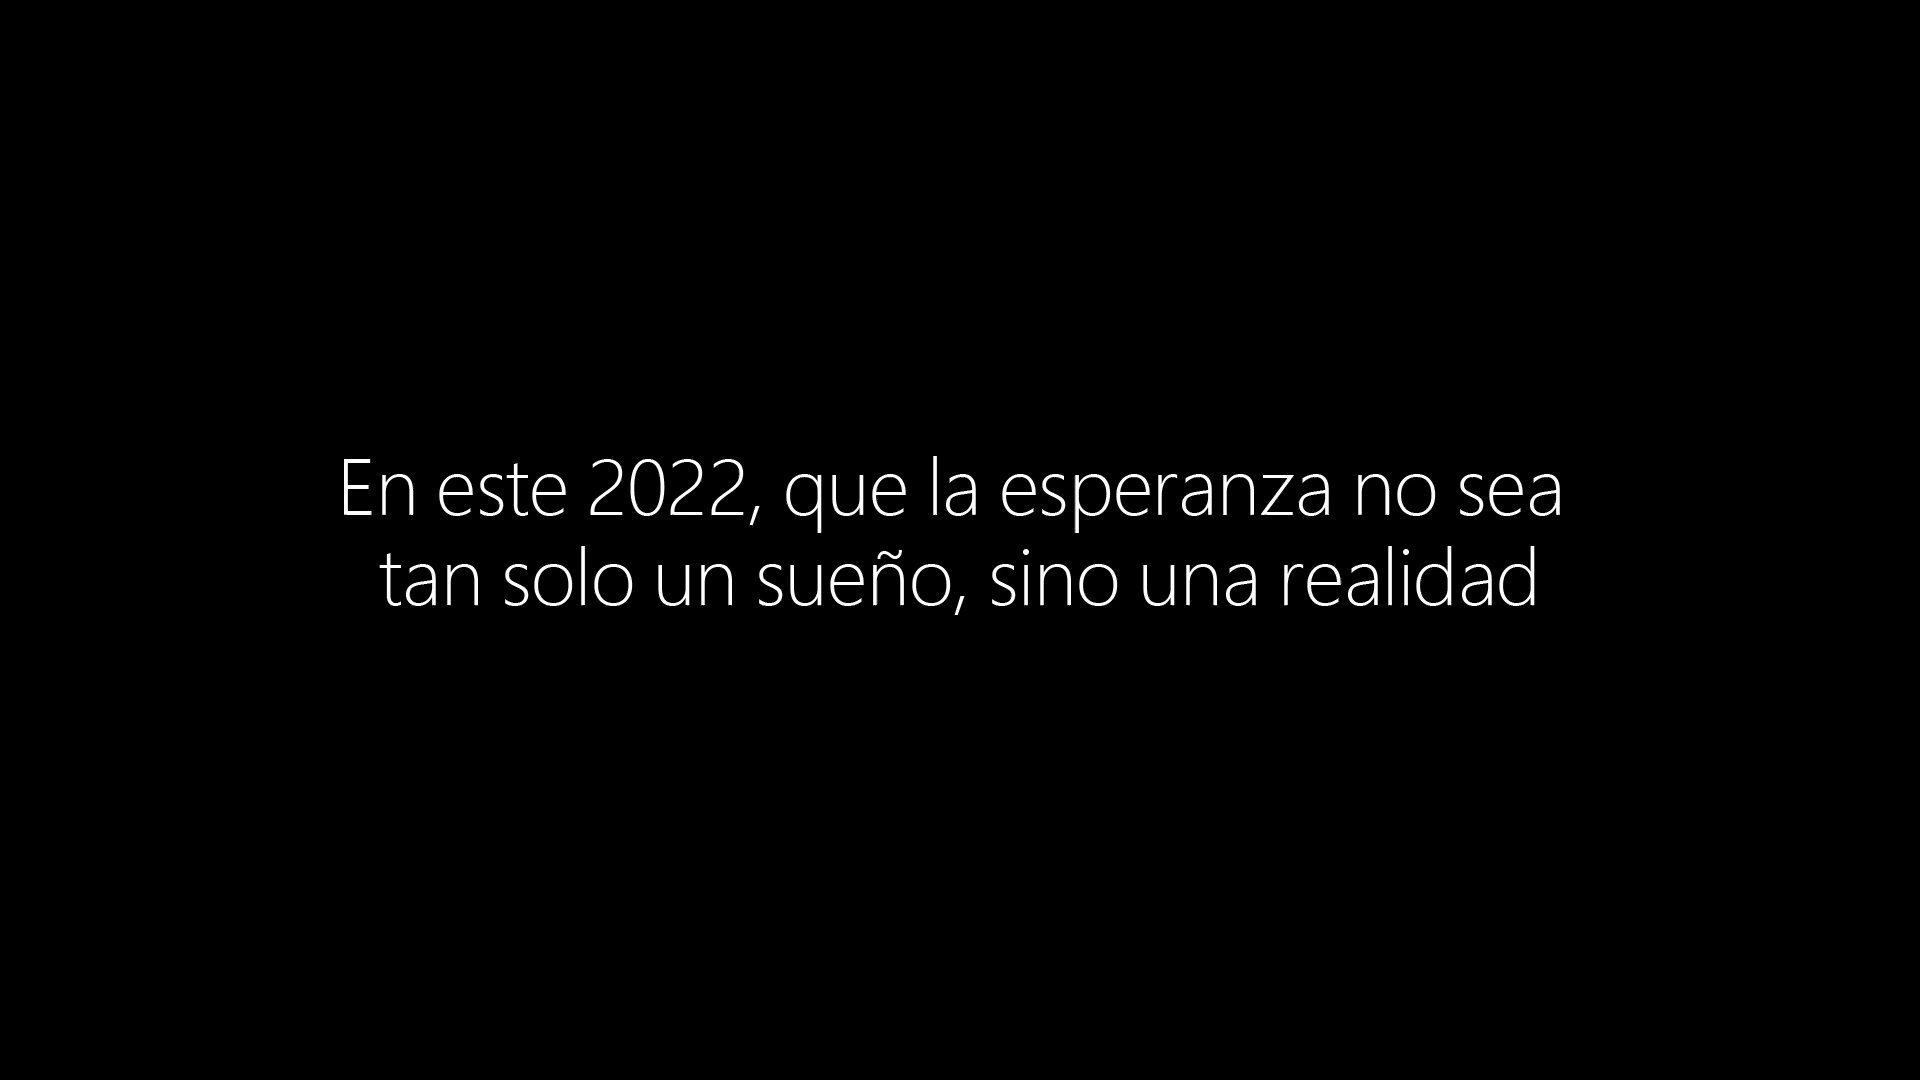 En este 2022, que la esperanza no sea
tan solo un sueño, sino una realidad